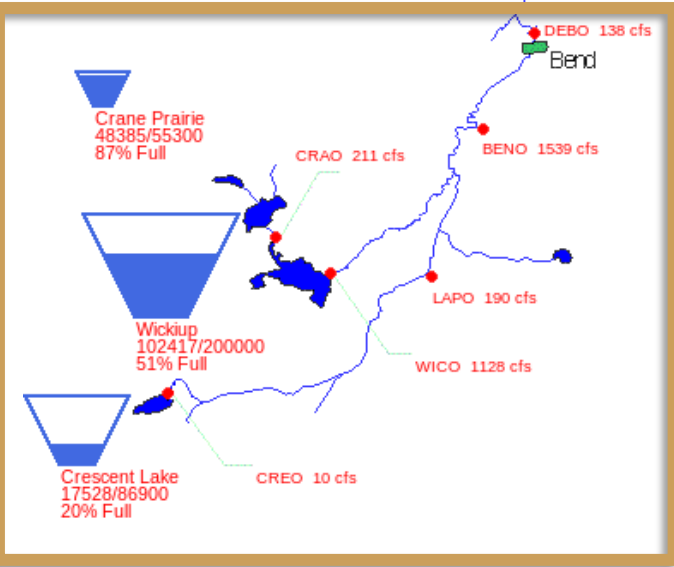 DEBO 138 cfs
Bend
Crane Prairie
48385/55300
87% Full
BENO 1539 cfs
CRAO 211 cfs
LAPO 190 cfs
Wickiup
102417/200000
51% Full
WICO 1128 cfs
Crescent Lake
17528/86900
20% Full
CREO 10 cfs